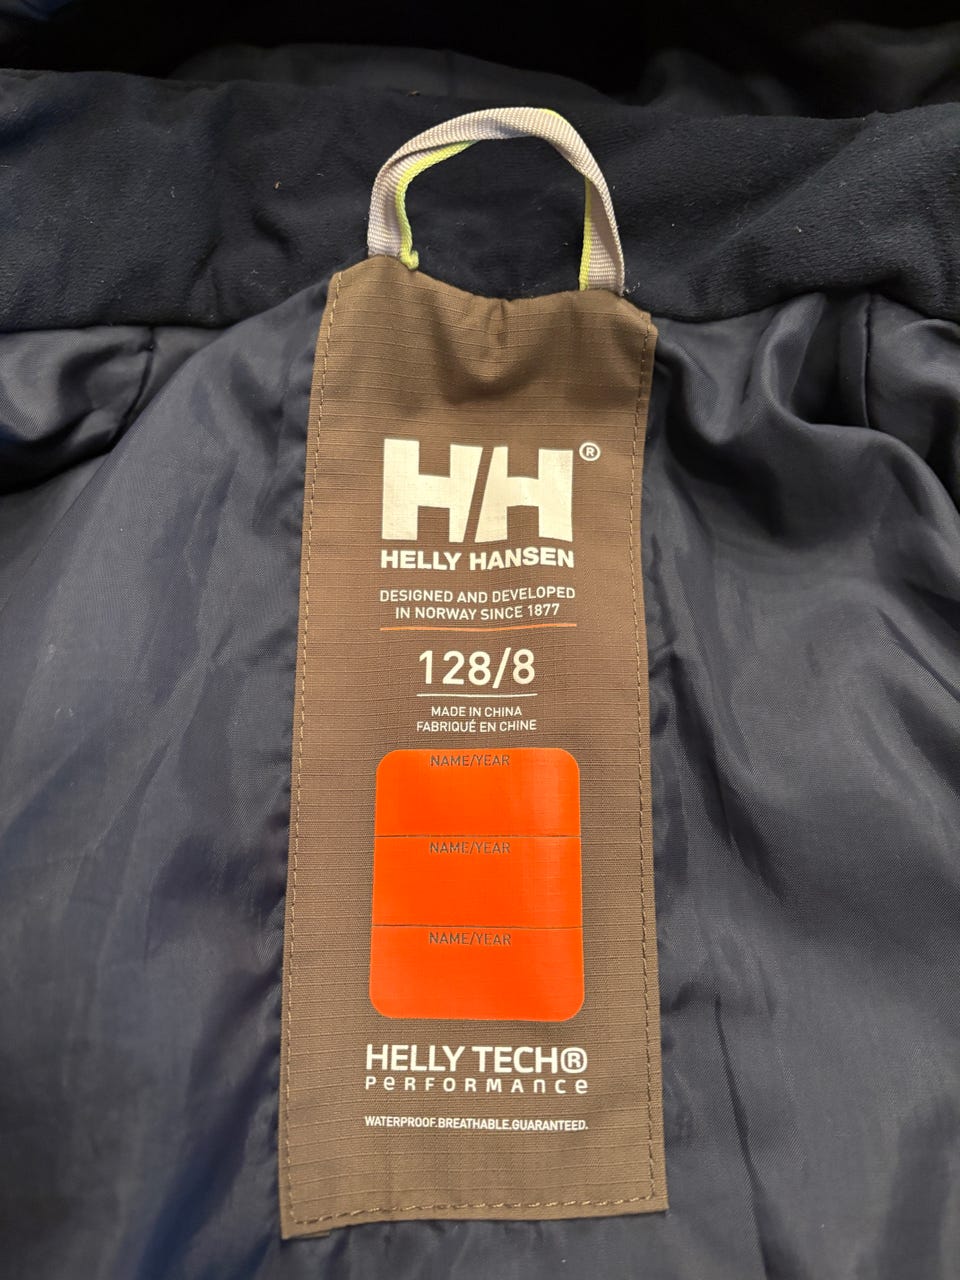 HH®
HELLY HANSEN
DESIGNED AND DEVELOPED
IN NORWAY SINCE 1877
128/8
MADE IN CHINA
FABRIQUÉ EN CHINE
NAME/YEAR
NAME/YEAR
NAME/YEAR
HELLY TECH®
PeRFORMANce
WATERPROOF.BREATHABLE.GUARANTEED.